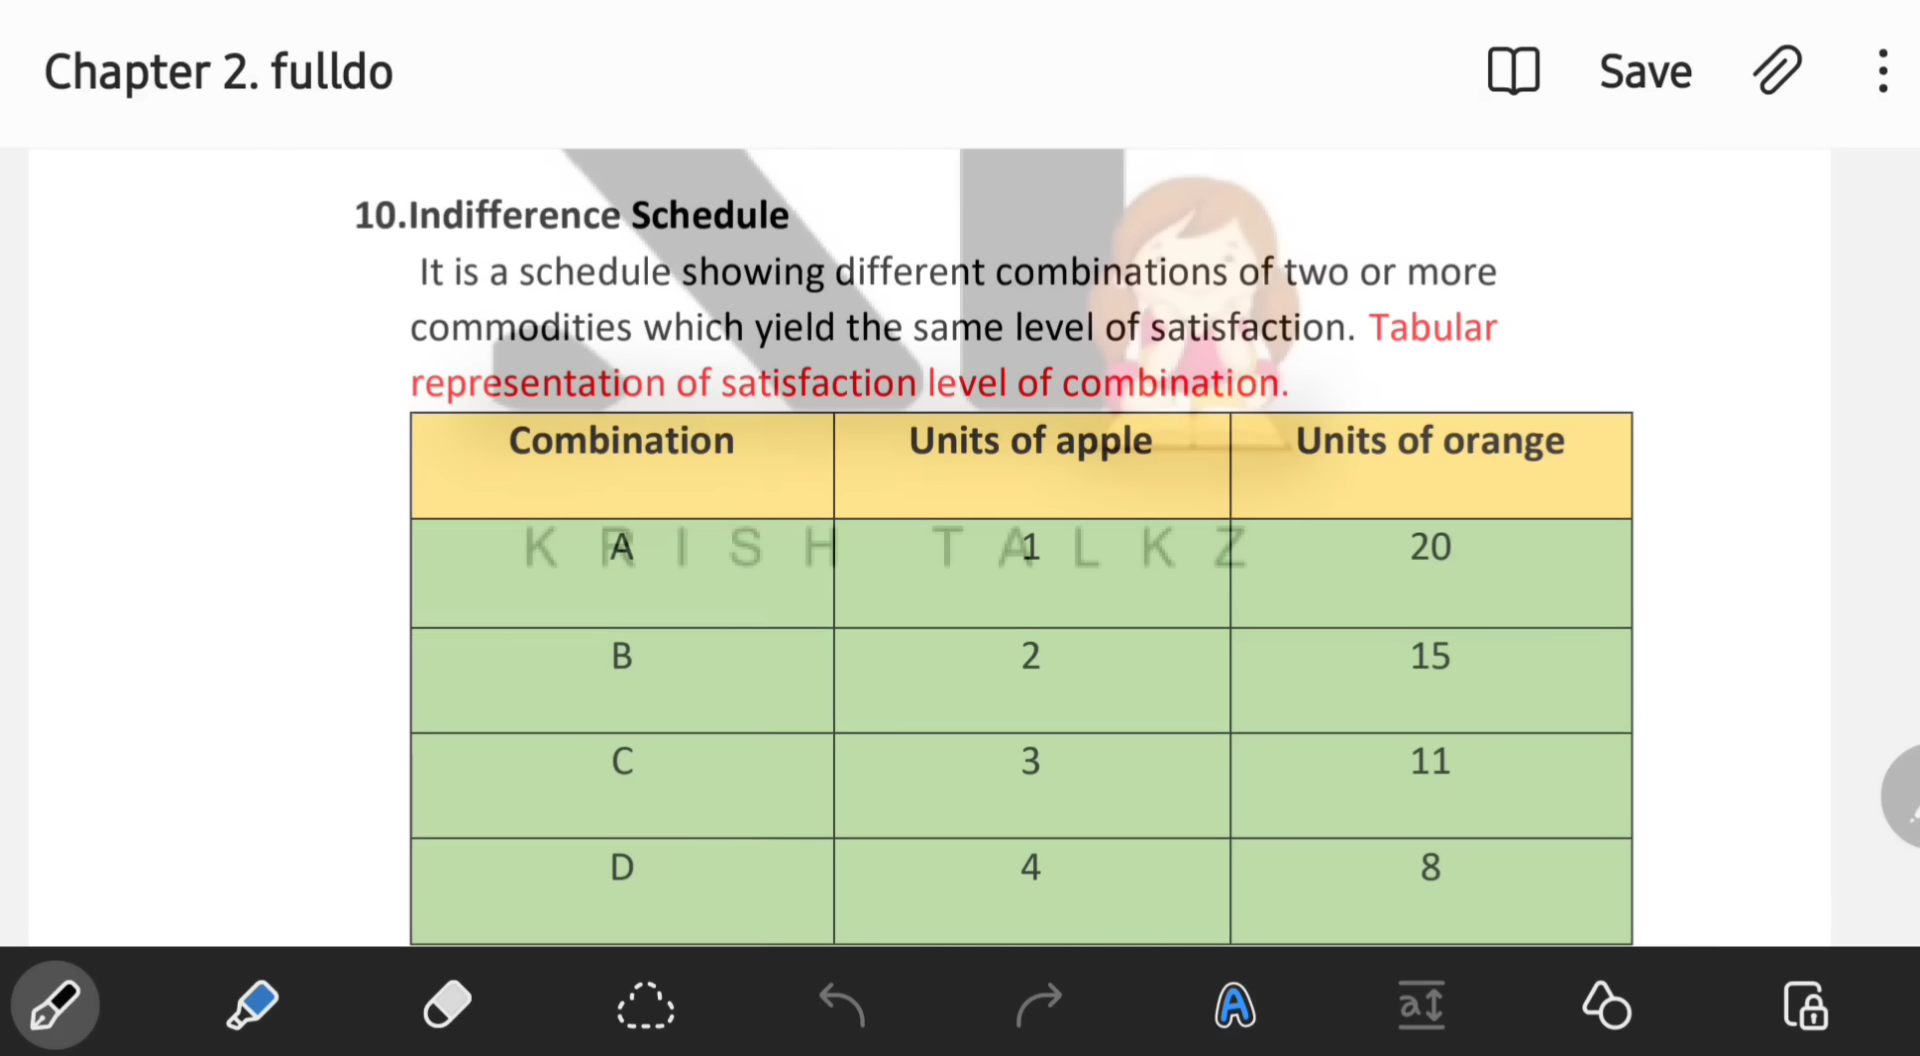 Chapter 2. fulldo
Save
10.Indifference Schedule
It is a schedule showing different combinations of two or more
commodities which yield the same level of satisfaction. Tabular
representation of satisfaction level of combination.
Combination Units of apple Units of orange
KRISH TALKZ
A 1 20
B 2 15
C 3 11
D 4 8
A a